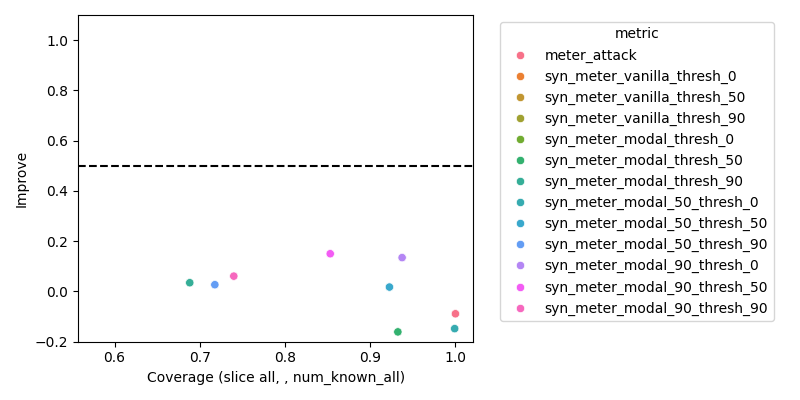 1.0
0.8
0.6
0.4
0.2
0.0
−0.2
Improve
0.6 0.7 0.8 0.9 1.0
Coverage (slice all, , num_known_all)
metric
meter_attack
syn_meter_vanilla_thresh_0
syn_meter_vanilla_thresh_50
syn_meter_vanilla_thresh_90
syn_meter_modal_thresh_0
syn_meter_modal_thresh_50
syn_meter_modal_thresh_90
syn_meter_modal_50_thresh_0
syn_meter_modal_50_thresh_50
syn_meter_modal_50_thresh_90
syn_meter_modal_90_thresh_0
syn_meter_modal_90_thresh_50
syn_meter_modal_90_thresh_90